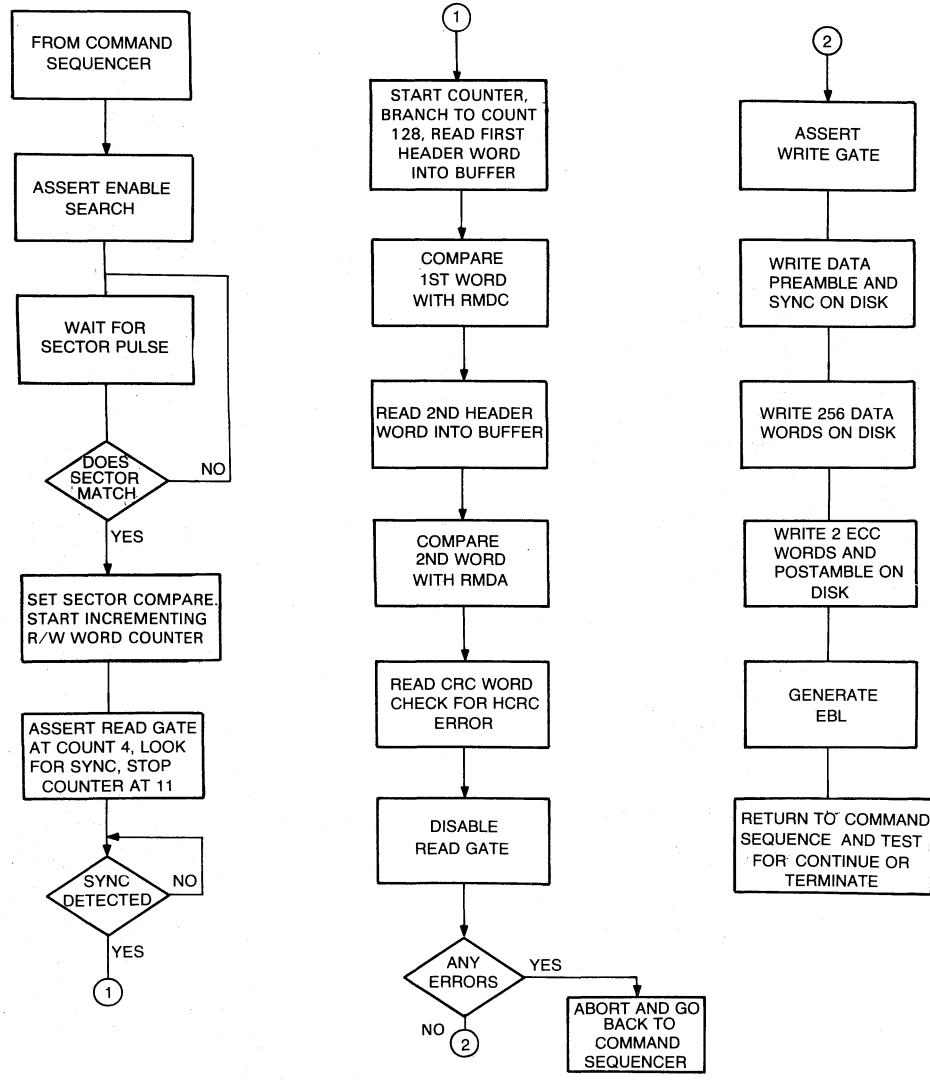 FROM COMMAND
SEQUENCER
ASSERT ENABLE
SEARCH
WAIT FOR
SECTOR PULSE
DOES
SECTOR
MATCH
NO
YES
SET SECTOR COMPARE.
START INCREMENTING
R/W WORD COUNTER
ASSERT READ GATE
AT COUNT 4, LOOK
FOR SYNC, STOP
COUNTER AT 11
SYNC
DETECTED
NO
YES
1
1
START COUNTER,
BRANCH TO COUNT
128, READ FIRST
HEADER WORD
INTO BUFFER
COMPARE
1ST WORD
WITH RMDC
READ 2ND HEADER
WORD INTO BUFFER
COMPARE
2ND WORD
WITH RMDA
READ CRC WORD
CHECK FOR HCRC
ERROR
DISABLE
READ GATE
ANY
ERRORS
YES
NO
2
ABORT AND GO
BACK TO
COMMAND
SEQUENCER
2
ASSERT
WRITE GATE
WRITE DATA
PREAMBLE AND
SYNC ON DISK
WRITE 256 DATA
WORDS ON DISK
WRITE 2 ECC
WORDS AND
POSTAMBLE ON
DISK
GENERATE
EBL
RETURN TO COMMAND
SEQUENCE AND TEST
FOR CONTINUE OR
TERMINATE